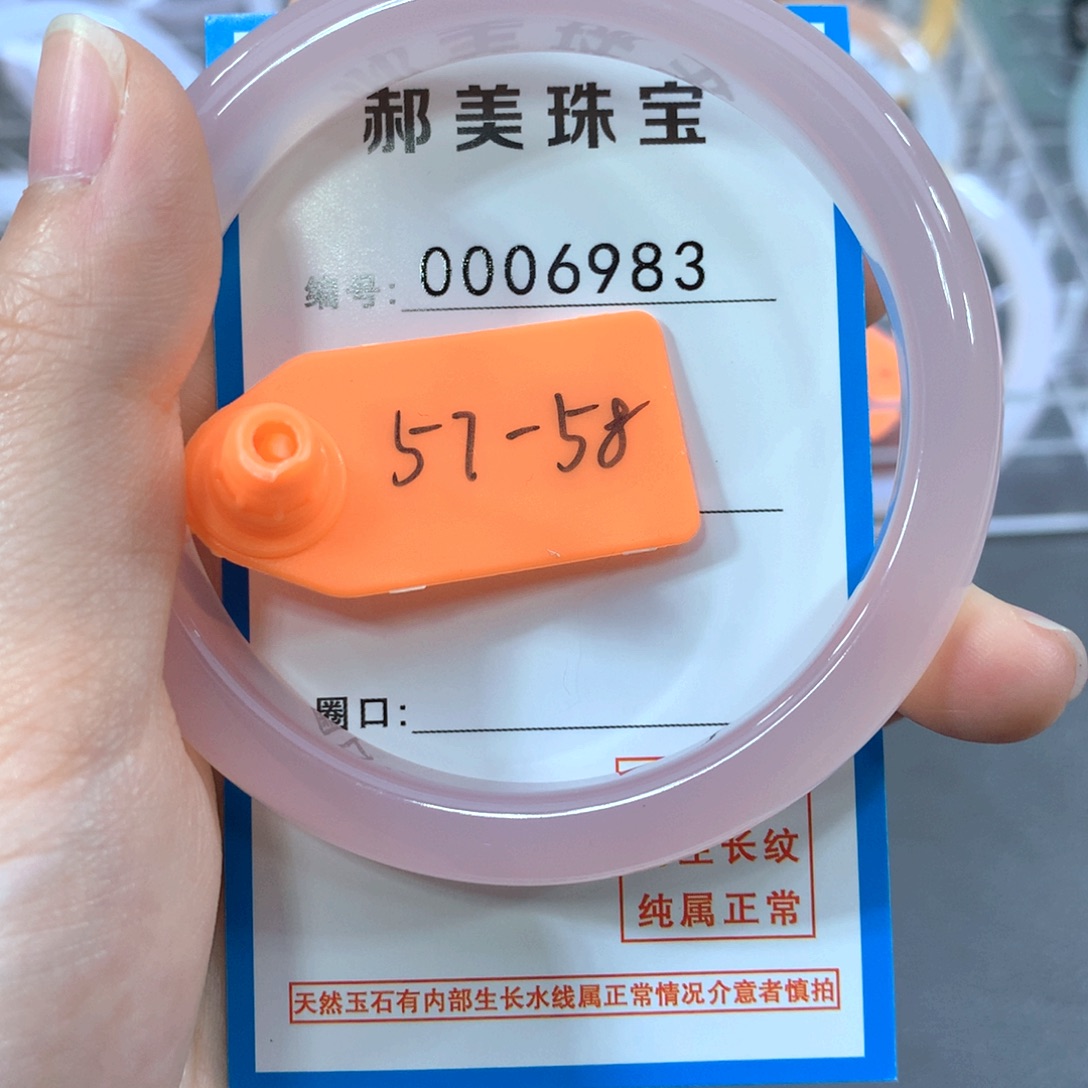 郝美珠宝
编号: 0006983
57-58
圈口:
生长纹
纯属正常
天然玉石有内部生长水线属正常情况介意者慎拍